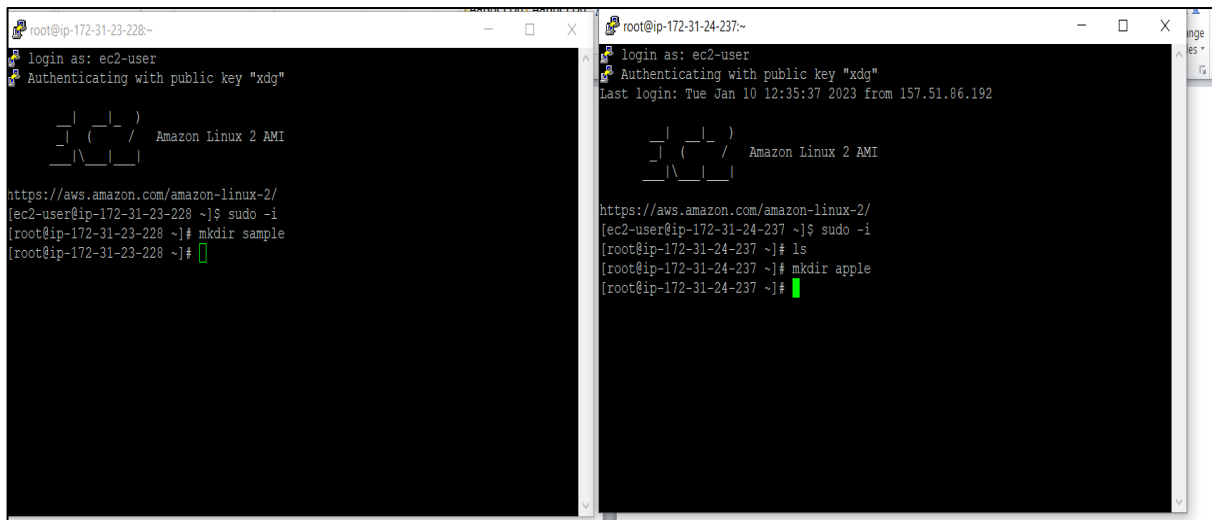 root@ip-172-31-23-228:~
login as: ec2-user
Authenticating with public key "xdg"
__| __|_ )
_| ( / Amazon Linux 2 AMI
___|\___|___|
https://aws.amazon.com/amazon-linux-2/
[ec2-user@ip-172-31-23-228 ~]$ sudo -i
[root@ip-172-31-23-228 ~]# mkdir sample
[root@ip-172-31-23-228 ~]#
root@ip-172-31-24-237:~
login as: ec2-user
Authenticating with public key "xdg"
Last login: Tue Jan 10 12:35:37 2023 from 157.51.86.192
__| __|_ )
_| ( / Amazon Linux 2 AMI
___|\___|___|
https://aws.amazon.com/amazon-linux-2/
[ec2-user@ip-172-31-24-237 ~]$ sudo -i
[root@ip-172-31-24-237 ~]# ls
[root@ip-172-31-24-237 ~]# mkdir apple
[root@ip-172-31-24-237 ~]#